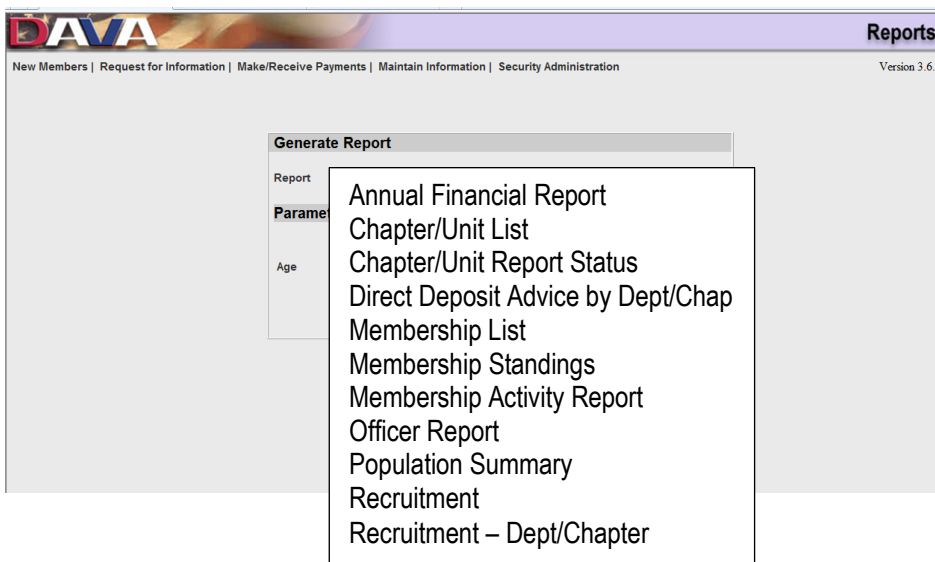 DAVA
Reports
New Members | Request for Information | Make/Receive Payments | Maintain Information | Security Administration
Version 3.6.
Generate Report
Report
Paramet
Age
Annual Financial Report
Chapter/Unit List
Chapter/Unit Report Status
Direct Deposit Advice by Dept/Chap
Membership List
Membership Standings
Membership Activity Report
Officer Report
Population Summary
Recruitment
Recruitment – Dept/Chapter